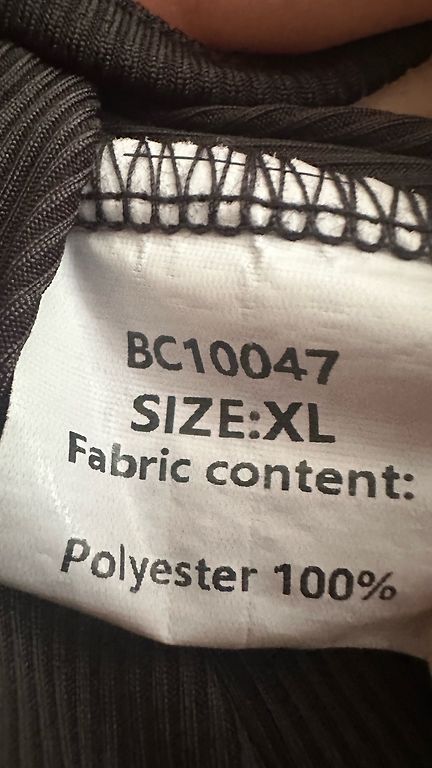 BC10047
SIZE:XL
Fabric content:
Polyester 100%